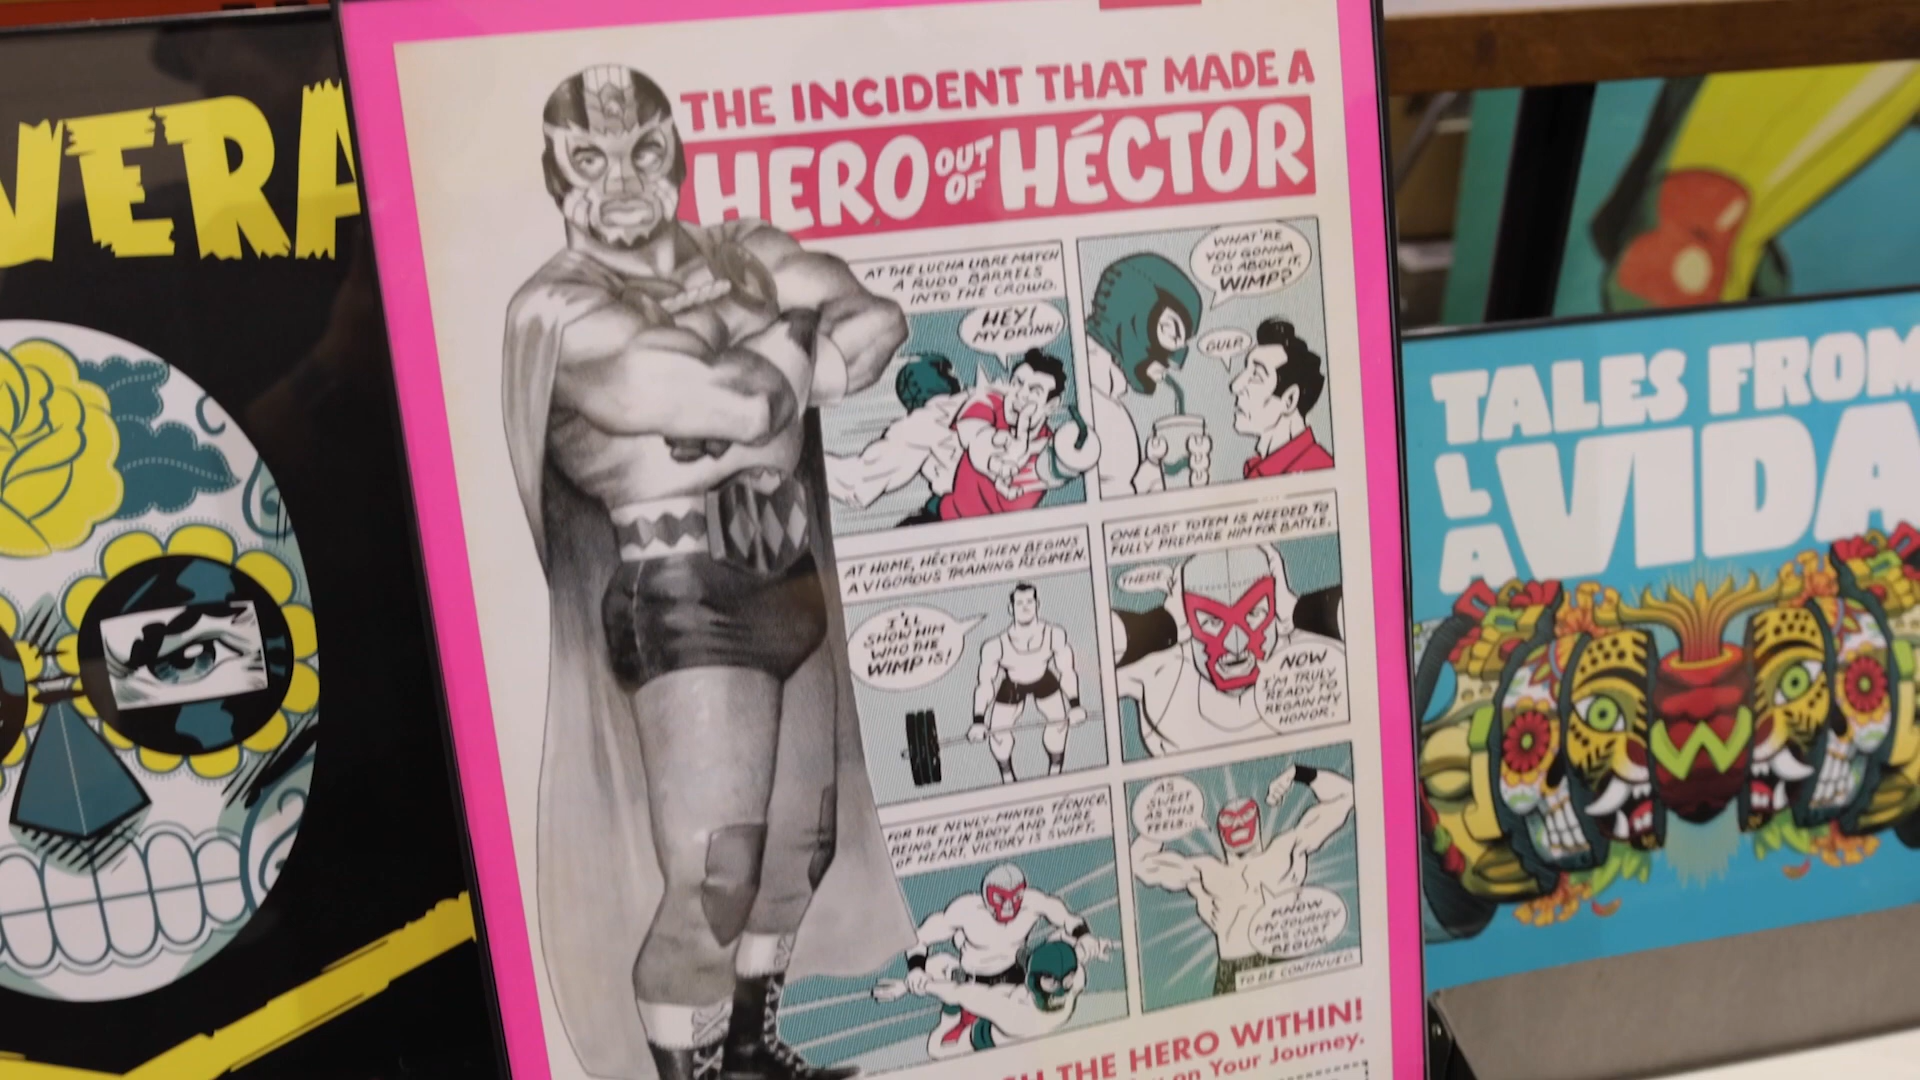 VERA
THE INCIDENT THAT MADE A
HERO OUT OF HÉCTOR
AT THE LUCHA LIBRE MATCH
A RUDO BARRELS
INTO THE CROWD.
HEY!
MY DRINK!
WHAT'RE
YOU GONNA
DO ABOUT IT,
WIMP?
GULP.
AT HOME, HÉCTOR THEN BEGINS
A VIGOROUS TRAINING REGIMEN.
I'LL
SHOW HIM
WHO THE
WIMP IS!
ONE LAST TOTEM IS NEEDED TO
FULLY PREPARE HIM FOR BATTLE.
THERE.
NOW
I'M TRULY
READY TO
REGAIN MY
HONOR.
FOR THE NEWLY-MINTED TÉCNICO,
BEING FIT IN BODY AND PURE
OF HEART, VICTORY IS SWIFT.
AS
SWEET
AS THIS
FEELS..
I KNOW
MY JOURNEY
HAS JUST
BEGUN.
TO BE CONTINUED.
THE HERO WITHIN!
on Your Journey.
TALES FROM
LA VIDA